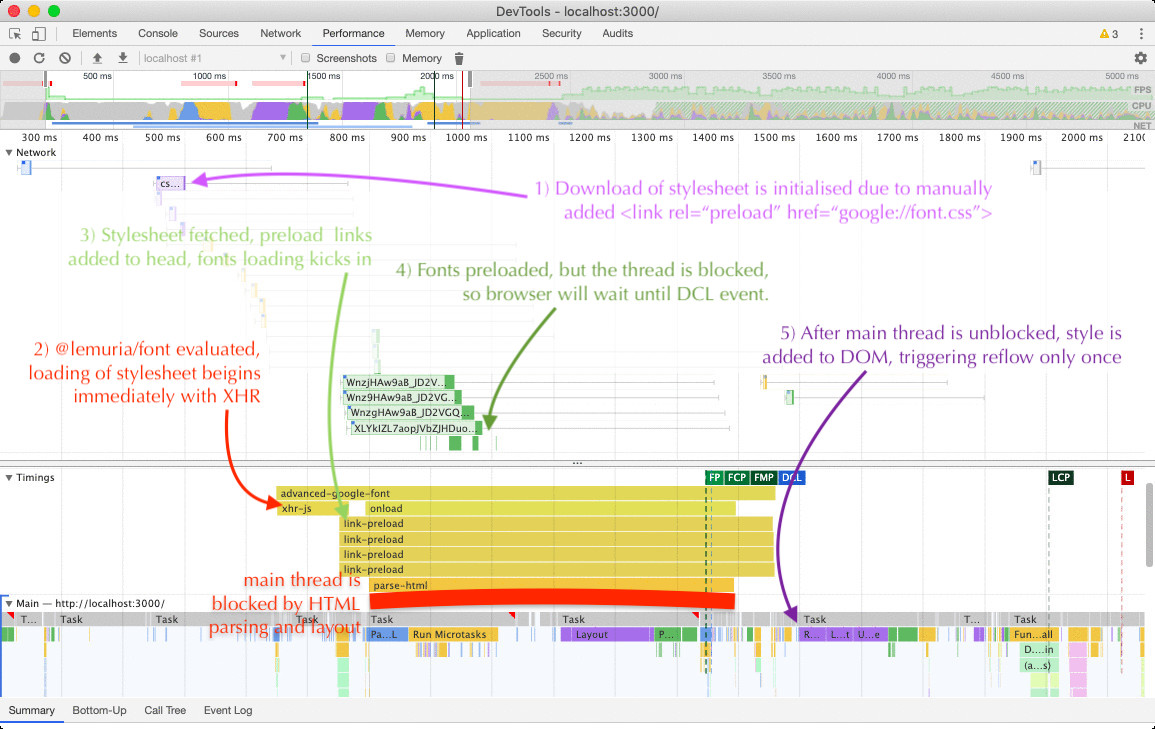 DevTools - localhost:3000/
Elements Console Sources Network Performance Memory Application Security Audits 3
localhost #1 Screenshots Memory
500 ms 1000 ms 1500 ms 2000 ms 2500 ms 3000 ms 3500 ms 4000 ms 4500 ms 5000 ms
FPS
CPU
NET
300 ms 400 ms 500 ms 600 ms 700 ms 800 ms 900 ms 1000 ms 1100 ms 1200 ms 1300 ms 1400 ms 1500 ms 1600 ms 1700 ms 1800 ms 1900 ms 2000 ms 210
Network
cs...
1) Download of stylesheet is initialised due to manually
added <link rel=“preload” href=“google://font.css”>
3) Stylesheet fetched, preload links
added to head, fonts loading kicks in
4) Fonts preloaded, but the thread is blocked,
so browser will wait until DCL event.
5) After main thread is unblocked, style is
added to DOM, triggering reflow only once
2) @lemuria/font evaluated,
loading of stylesheet beigins
immediately with XHR
WnzjHAw9aB_JD2V...
Wnz9HAw9aB_JD2VG...
WnzgHAw9aB_JD2VGQ...
XLYkIZL7aopJVbZJHDuo...
Timings
FP FCP FMP DCL LCP L
advanced-google-font
xhr-js onload
link-preload
link-preload
link-preload
link-preload
parse-html
main thread is
blocked by HTML
parsing and layout
Main — http://localhost:3000/
T... Task Task Task Task Task Task T... Task
Pa...L Run Microtasks Layout P... R... L...t U...e Fun...all
D....in
(a...s)
Summary Bottom-Up Call Tree Event Log